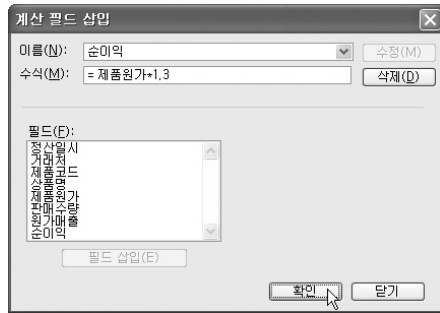 계산 필드 삽입
이름(N): 순이익 수정(M)
수식(M): = 제품원가*1,3 삭제(D)
필드(F):
정산일시
거래처
제품코드
상품명
제품원가
판매수량
원가매출
순이익
필드 삽입(E)
확인 닫기